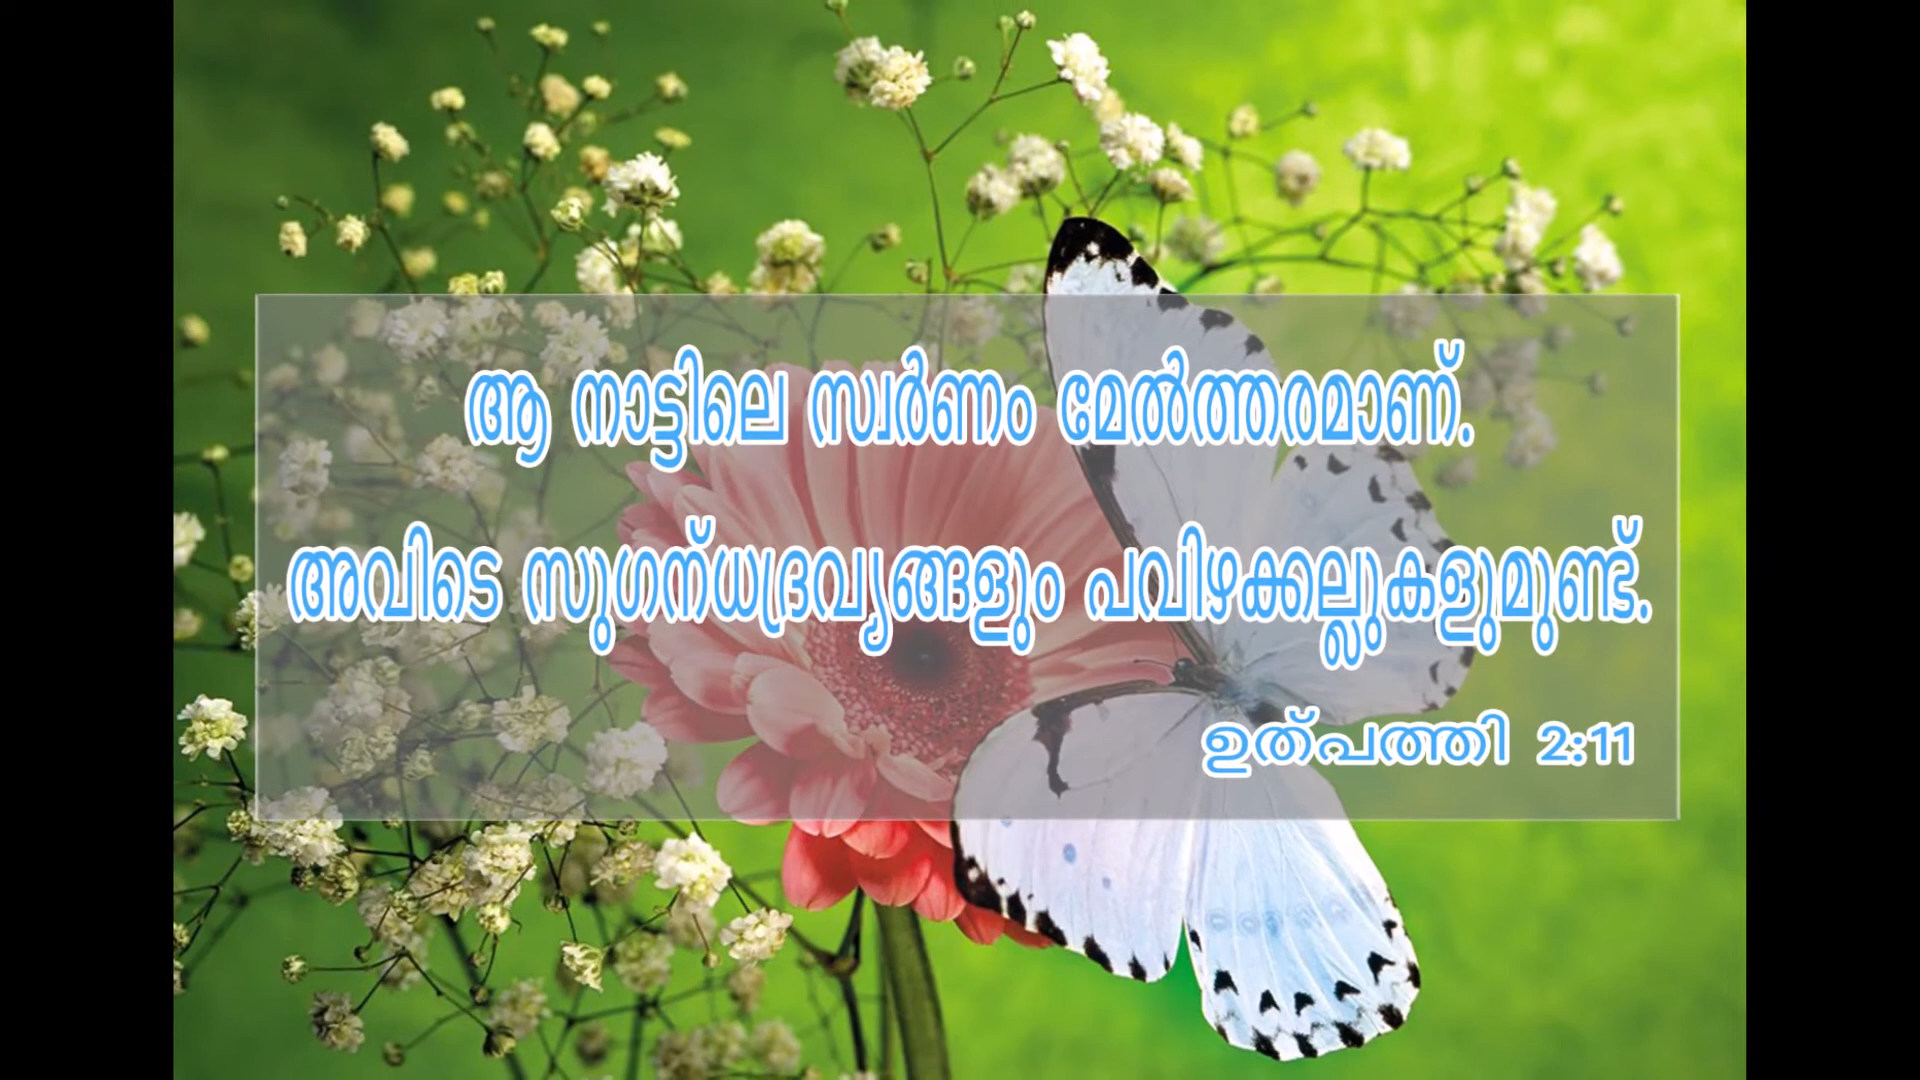 ആ നാട്ടിലെ സ്വർണം മേൽത്തരമാണ്.
അവിടെ സുഗന്ധദ്രവ്യങ്ങളും പവിഴക്കല്ലുകളുമുണ്ട്.
ഉത്പത്തി 2:11